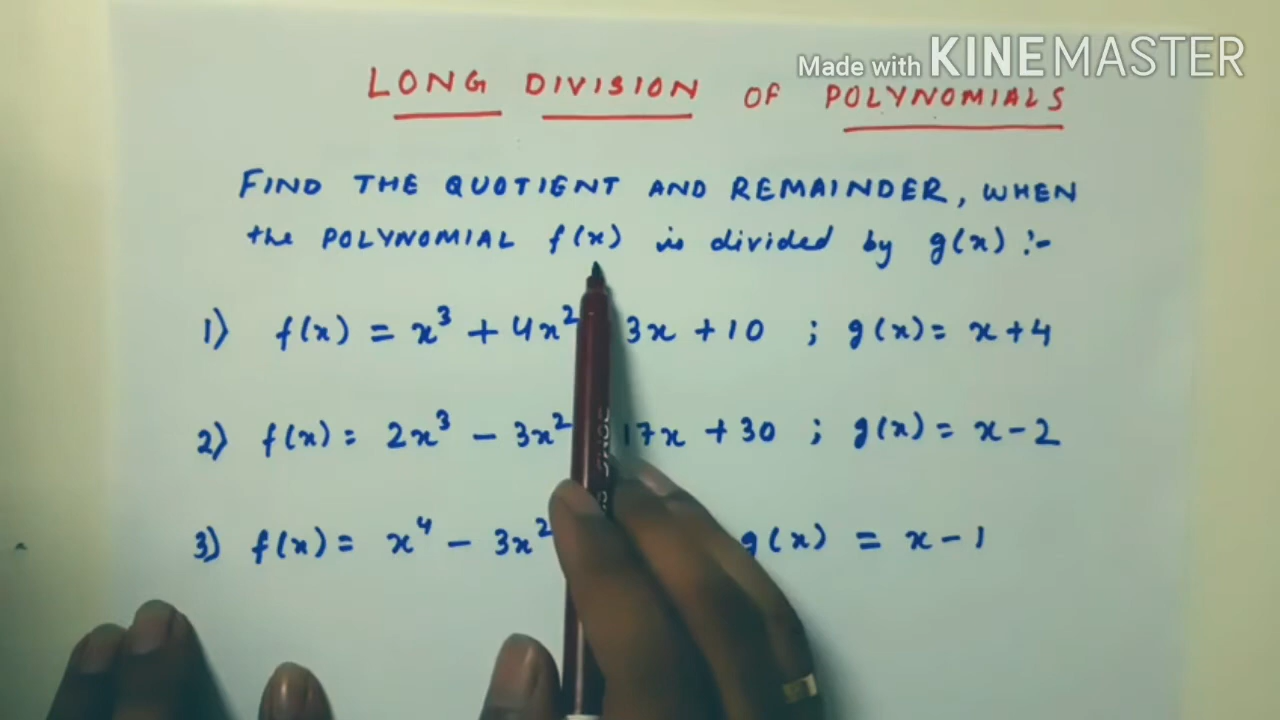 Made with KINEMASTER
LONG DIVISION OF POLYNOMIALS
FIND THE QUOTIENT AND REMAINDER, WHEN
the POLYNOMIAL f(x) is divided by g(x) :-
1) f(x) = x³ + 4x² 3x + 10 ; g(x) = x + 4
2) f(x) = 2x³ - 3x² 17x + 30 ; g(x) = x - 2
3) f(x) = x⁴ - 3x² g(x) = x - 1